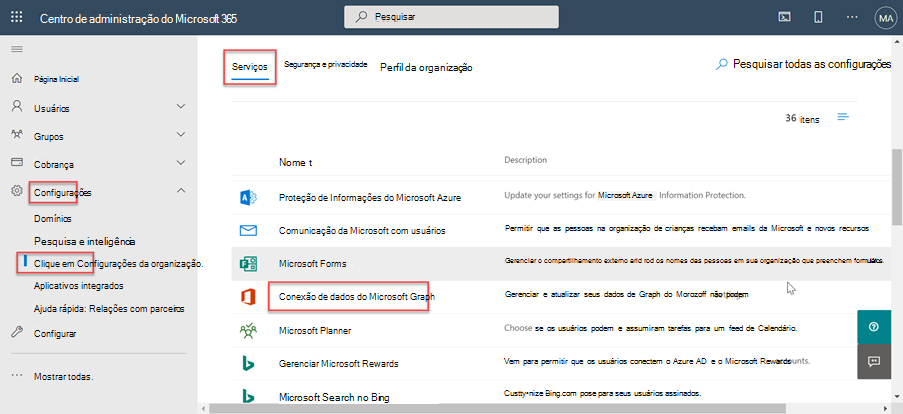 Centro de administração do Microsoft 365
Pesquisar
MA
Página Inicial
Usuários
Grupos
Cobrança
Configurações
Domínios
Pesquisa e inteligência
Clique em Configurações da organização.
Aplicativos integrados
Ajuda rápida: Relações com parceiros
Configurar
Mostrar todas.
Serviços
Segurança e privacidade
Perfil da organização
Pesquisar todas as configurações
36 itens
Nome t
Description
Proteção de Informações do Microsoft Azure
Update your settings for Microsoft Azure Information Protection.
Comunicação da Microsoft com usuários
Permitir que as pessoas na organização de crianças recebam emails da Microsoft e novos recursos
Microsoft Forms
Gerenciar o compartilhamento externo and rod os nomes das pessoas em sua organização que preenchem
Conexão de dados do Microsoft Graph
Gerenciar e atualizar seus dados de Graph do Morozoff não
Microsoft Planner
Choose se os usuários podem e assumiram tarefas para um feed de Calendário.
Gerenciar Microsoft Rewards
Vem para permitir que os usuários conectem o Azure AD e o Microsoft Rewards
Microsoft Search no Bing
Custty•nize Bing.com pose para seus usuários assinados.